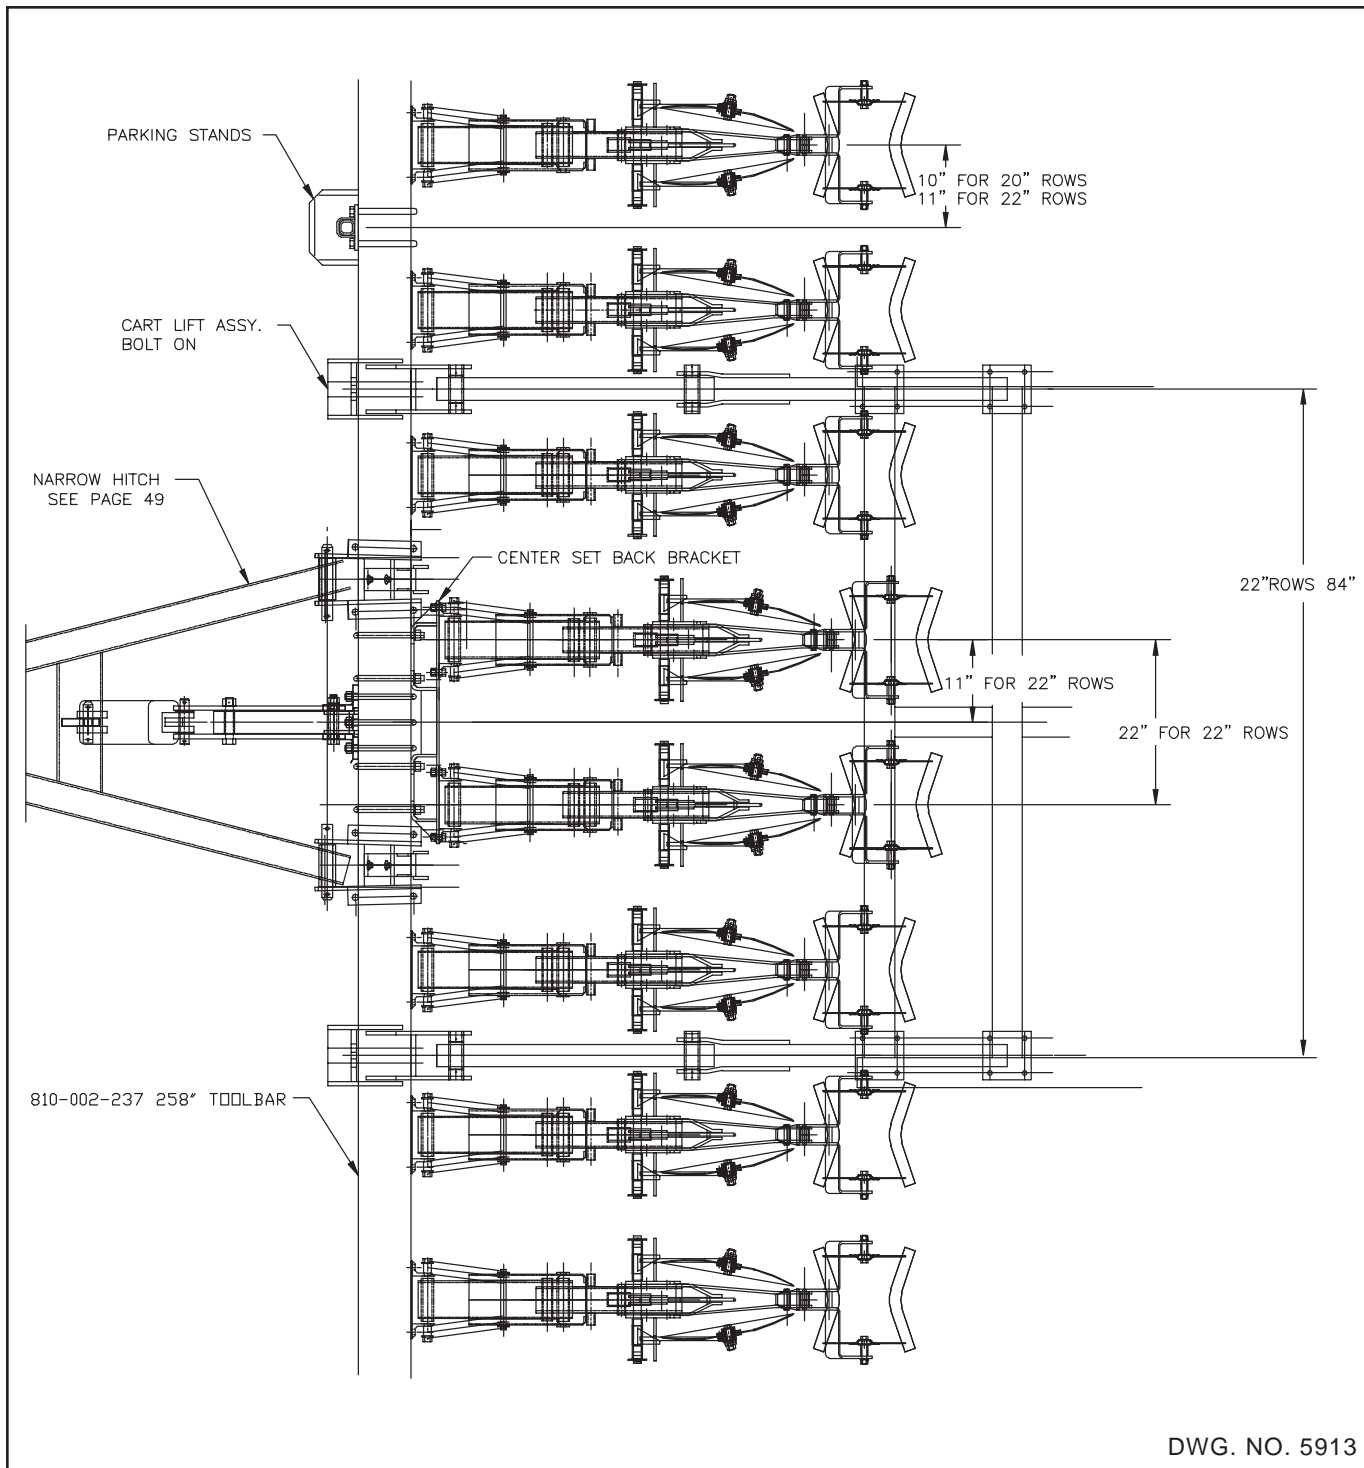 PARKING STANDS
10” FOR 20” ROWS
11” FOR 22” ROWS
CART LIFT ASSY.
BOLT ON
NARROW HITCH
SEE PAGE 49
CENTER SET BACK BRACKET
22”ROWS 84”
11” FOR 22” ROWS
22” FOR 22” ROWS
810-002-237 258″ TOOLBAR
DWG. NO. 5913